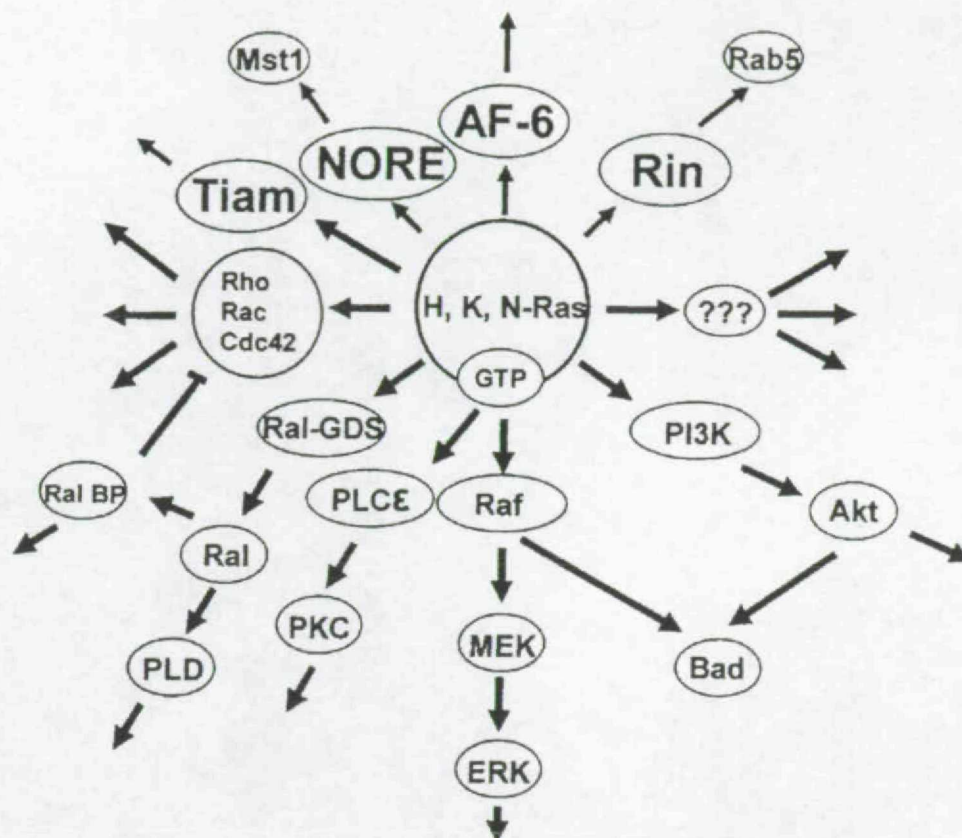 Mst1
Rab5
AF-6
NORE
Rin
Tiam
Rho
Rac
Cdc42
H, K, N-Ras
???
GTP
Ral-GDS
PI3K
Ral BP
PLCε
Raf
Akt
Ral
PKC
MEK
PLD
Bad
ERK